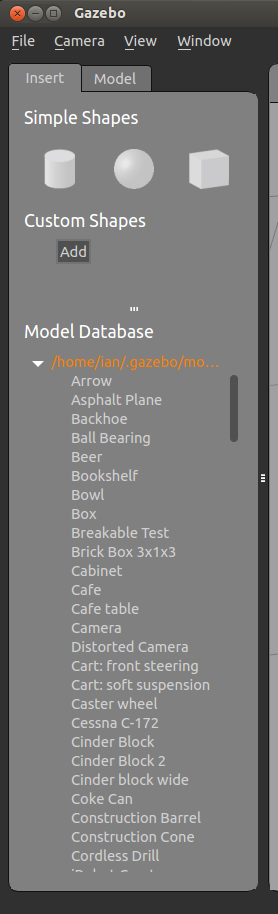 Gazebo
File Camera View Window
Insert Model
Simple Shapes
Custom Shapes
Add
Model Database
/home/ian/.gazebo/mo...
Arrow
Asphalt Plane
Backhoe
Ball Bearing
Beer
Bookshelf
Bowl
Box
Breakable Test
Brick Box 3x1x3
Cabinet
Cafe
Cafe table
Camera
Distorted Camera
Cart: front steering
Cart: soft suspension
Caster wheel
Cessna C-172
Cinder Block
Cinder Block 2
Cinder block wide
Coke Can
Construction Barrel
Construction Cone
Cordless Drill